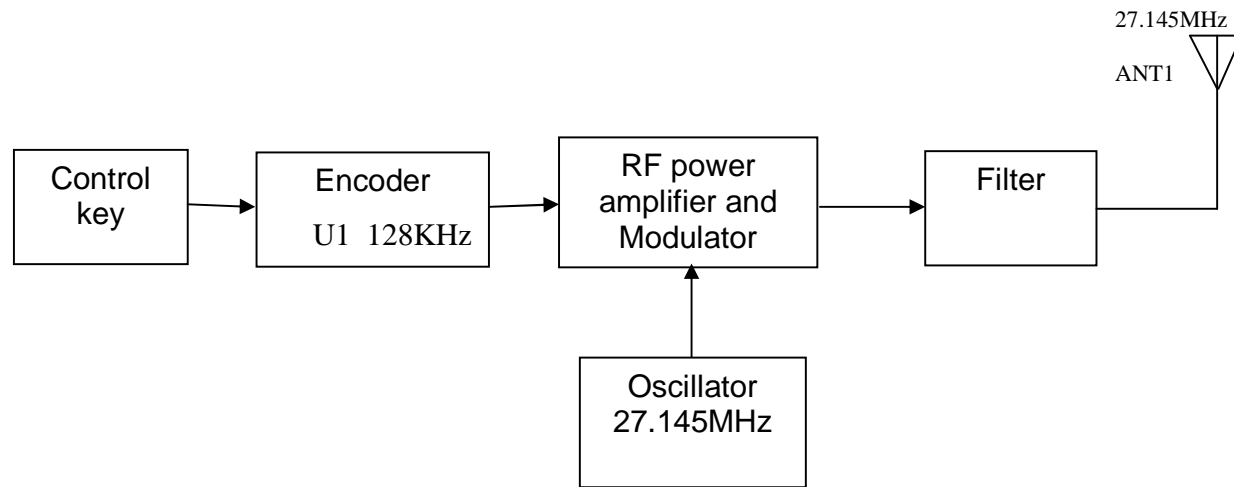 27.145MHz
ANT1
Control
key
Encoder
U1 128KHz
RF power
amplifier and
Modulator
Filter
Oscillator
27.145MHz